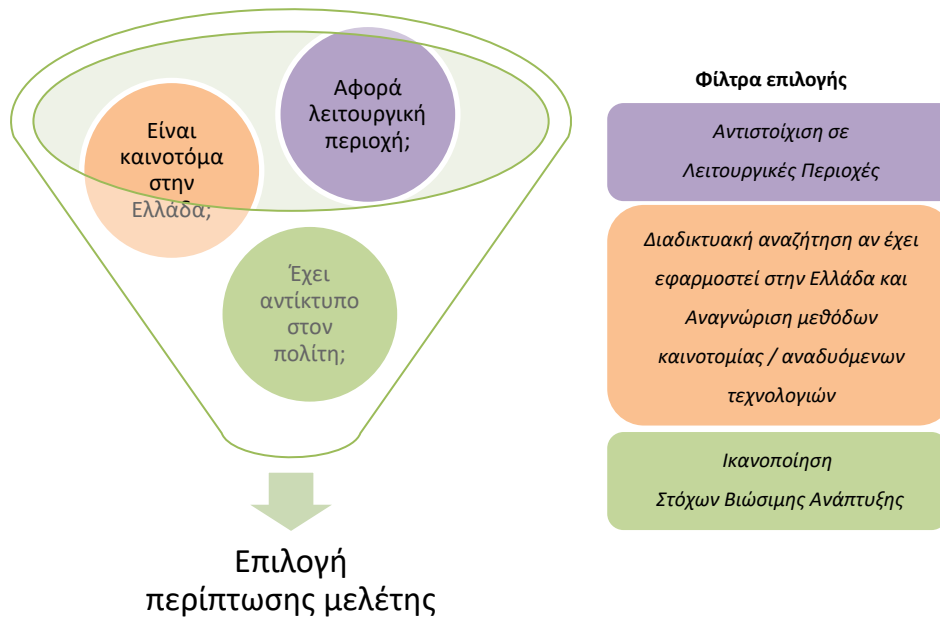 Αφορά
λειτουργική
περιοχή;
Είναι
καινοτόμα
στην
Ελλάδα;
Έχει
αντίκτυπο
στον
πολίτη;
Επιλογή
περίπτωσης μελέτης
Φίλτρα επιλογής
Αντιστοίχιση σε
Λειτουργικές Περιοχές
Διαδικτυακή αναζήτηση αν έχει
εφαρμοστεί στην Ελλάδα και
Αναγνώριση μεθόδων
καινοτομίας / αναδυόμενων
τεχνολογιών
Ικανοποίηση
Στόχων Βιώσιμης Ανάπτυξης